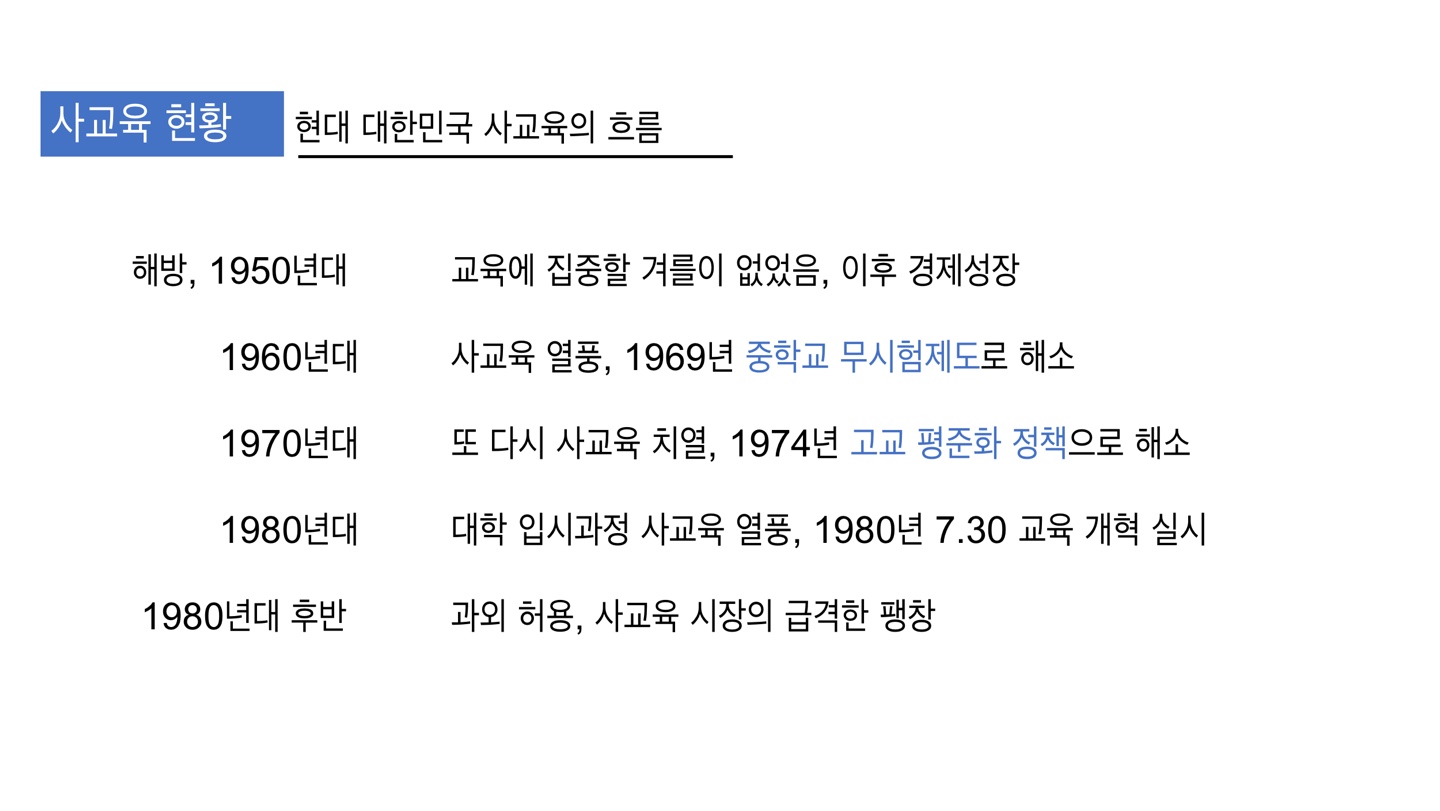 사교육 현황 현대 대한민국 사교육의 흐름
해방, 1950년대 교육에 집중할 겨를이 없었음, 이후 경제성장
1960년대 사교육 열풍, 1969년 중학교 무시험제도로 해소
1970년대 또 다시 사교육 치열, 1974년 고교 평준화 정책으로 해소
1980년대 대학 입시과정 사교육 열풍, 1980년 7.30 교육 개혁 실시
1980년대 후반 과외 허용, 사교육 시장의 급격한 팽창